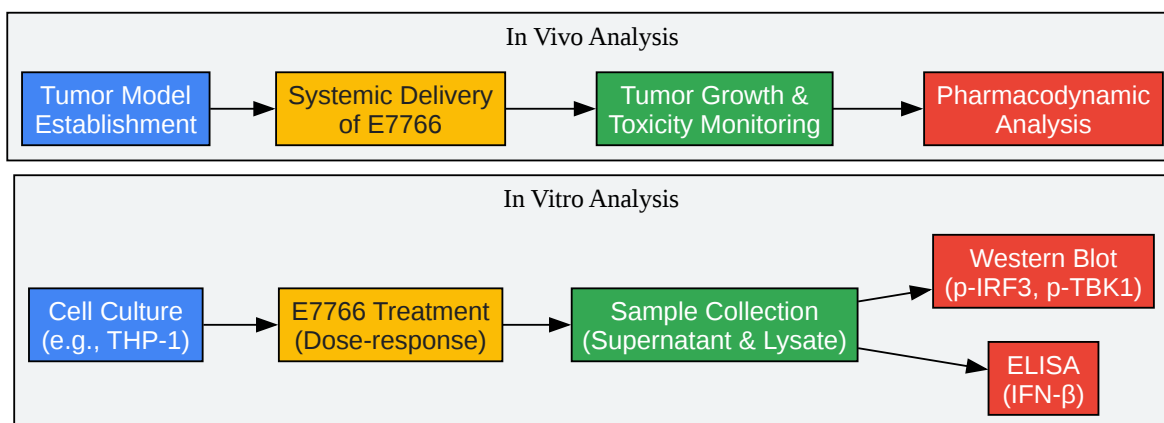 In Vivo Analysis
Tumor Model
Establishment
Systemic Delivery
of E7766
Tumor Growth &
Toxicity Monitoring
Pharmacodynamic
Analysis
In Vitro Analysis
Cell Culture
(e.g., THP-1)
E7766 Treatment
(Dose-response)
Sample Collection
(Supernatant & Lysate)
Western Blot
(p-IRF3, p-TBK1)
ELISA
(IFN-β)